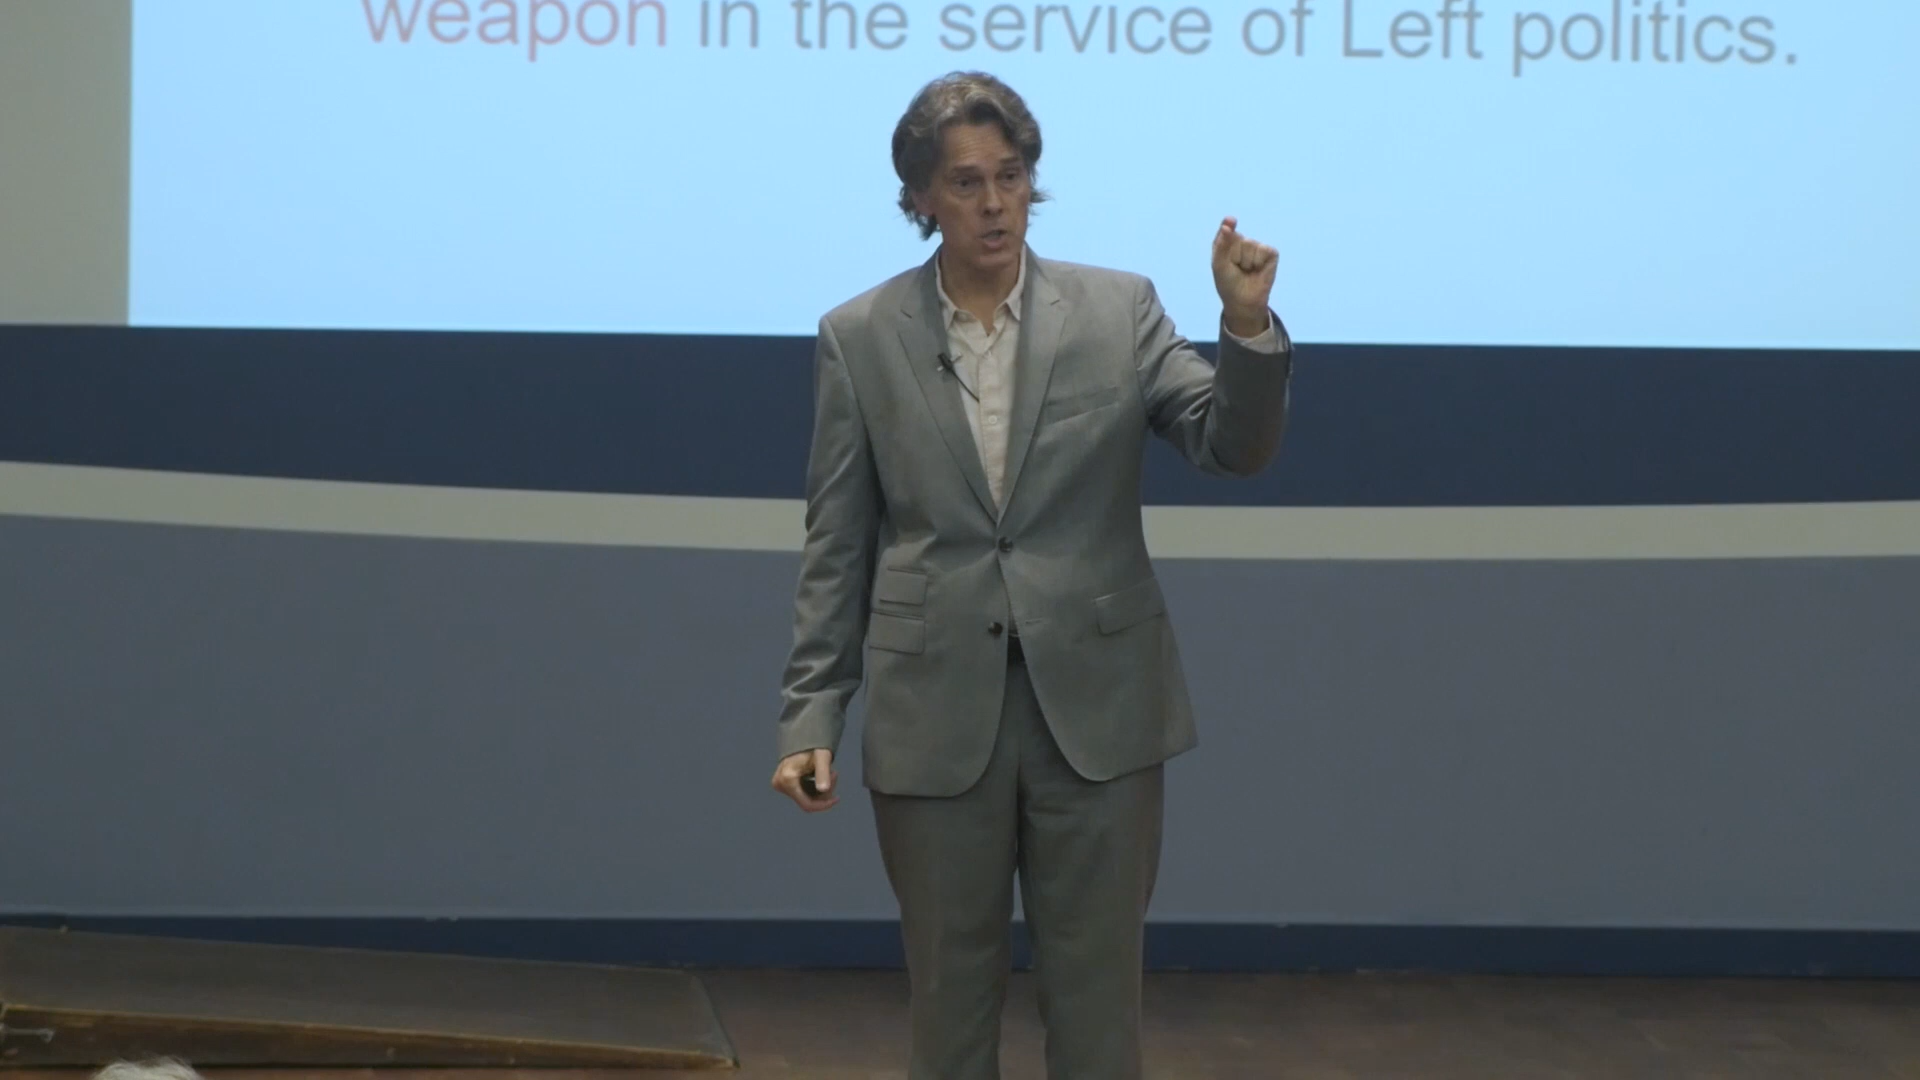 weapon in the service of Left politics.